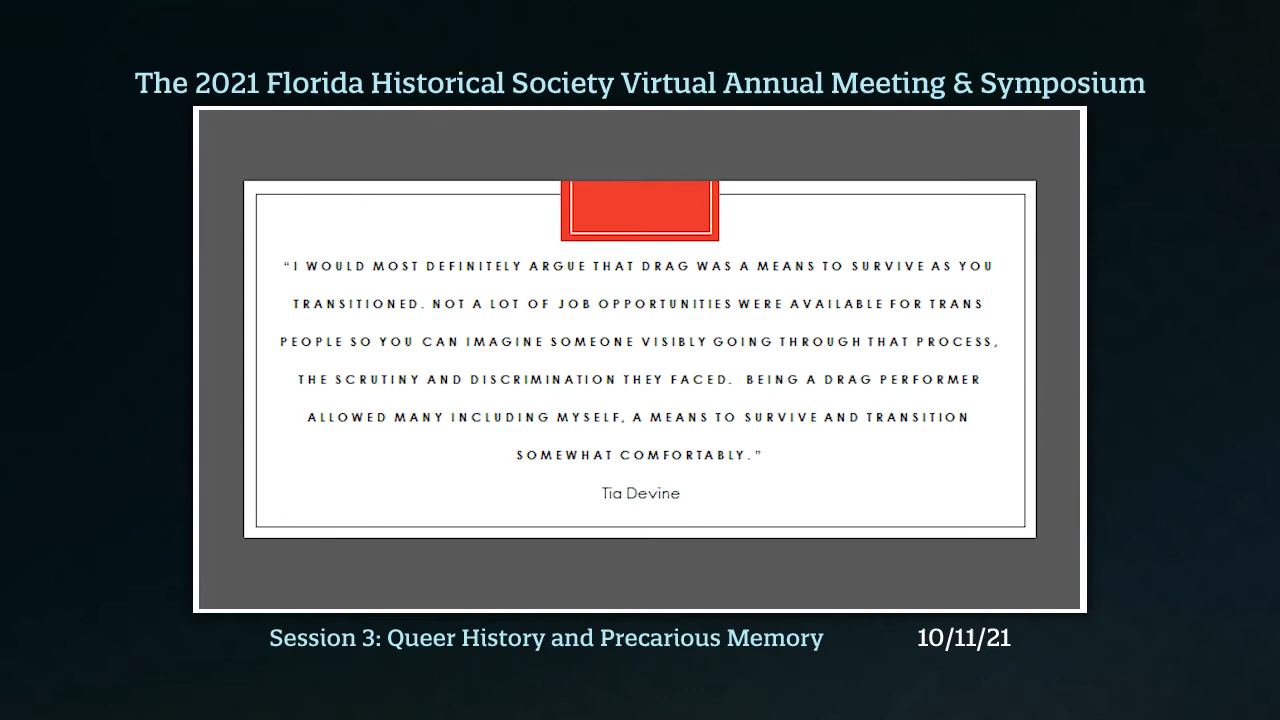 The 2021 Florida Historical Society Virtual Annual Meeting & Symposium
“I WOULD MOST DEFINITELY ARGUE THAT DRAG WAS A MEANS TO SURVIVE AS YOU
TRANSITIONED. NOT A LOT OF JOB OPPORTUNITIES WERE AVAILABLE FOR TRANS
PEOPLE SO YOU CAN IMAGINE SOMEONE VISIBLY GOING THROUGH THAT PROCESS,
THE SCRUTINY AND DISCRIMINATION THEY FACED. BEING A DRAG PERFORMER
ALLOWED MANY INCLUDING MYSELF, A MEANS TO SURVIVE AND TRANSITION
SOMEWHAT COMFORTABLY.”
Tia Devine
Session 3: Queer History and Precarious Memory 10/11/21